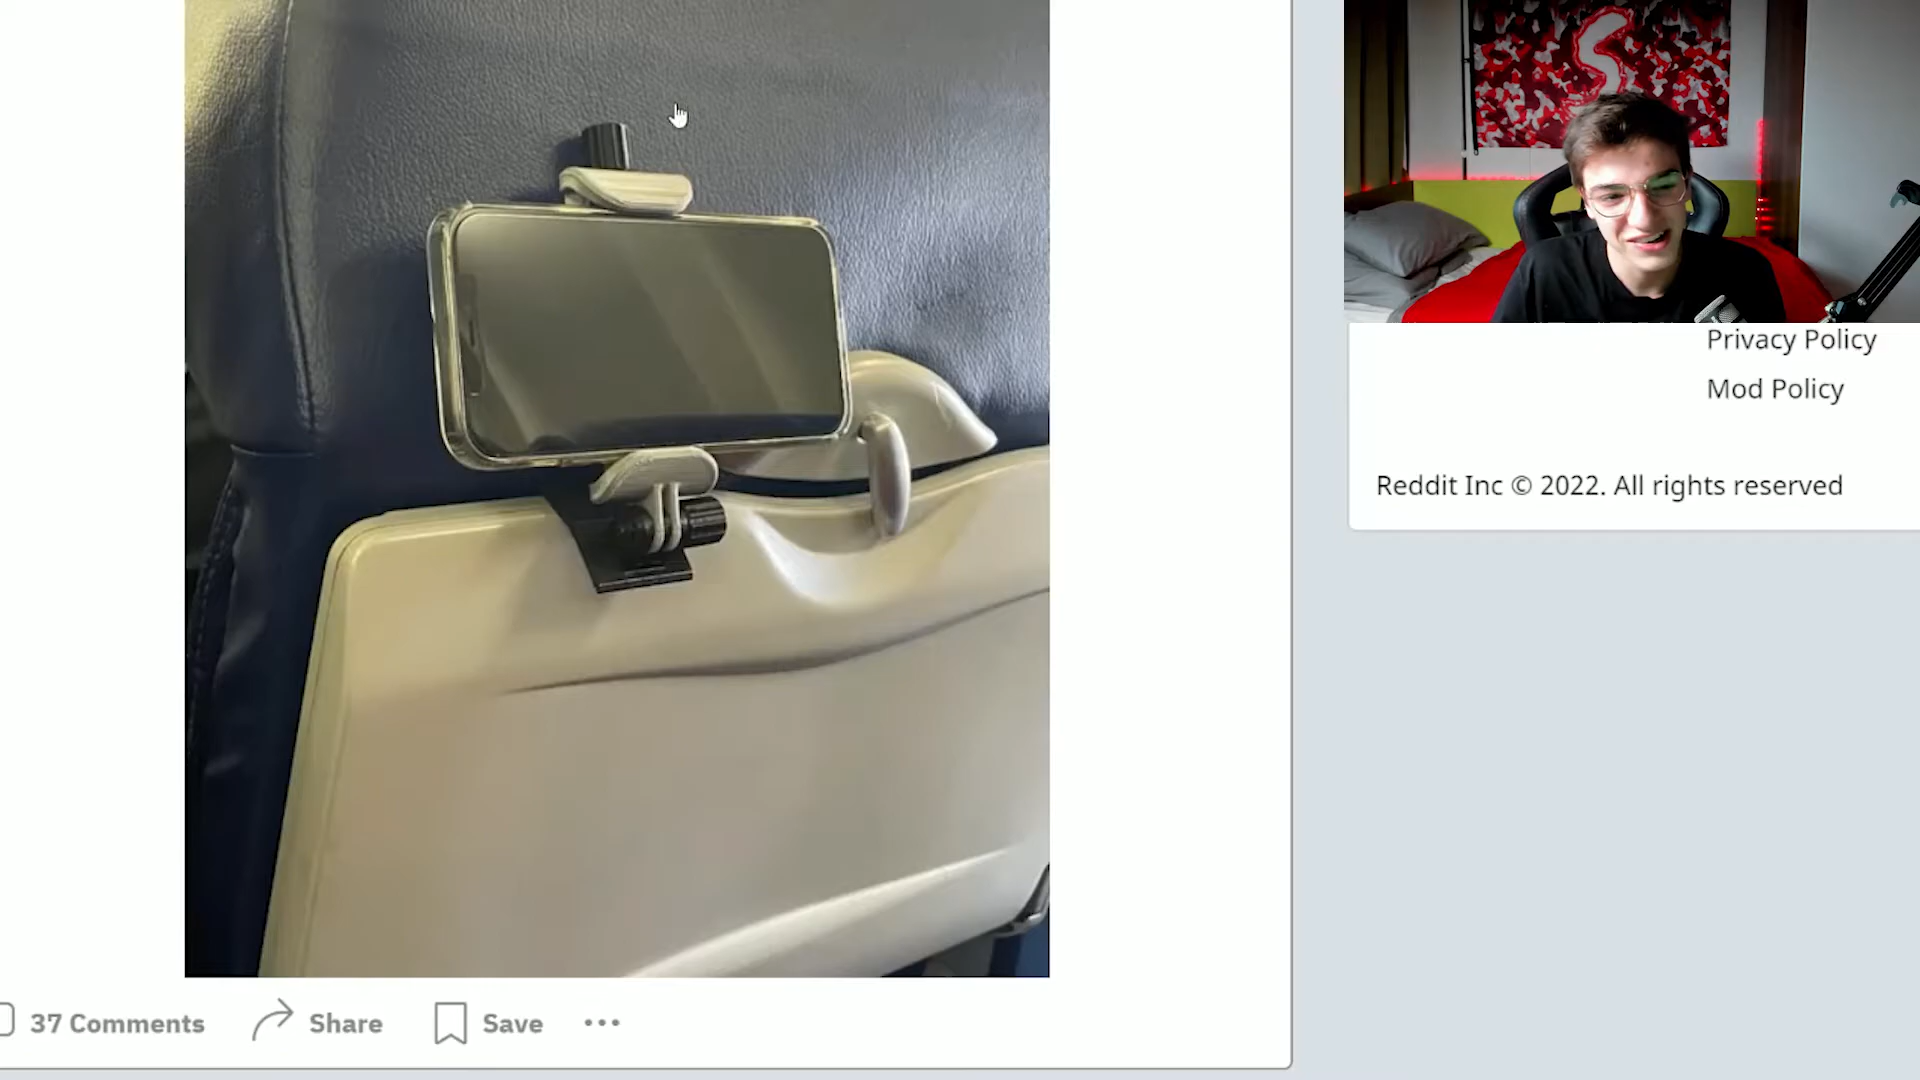 Privacy Policy
Mod Policy
Reddit Inc © 2022. All rights reserved
37 Comments
Share
Save